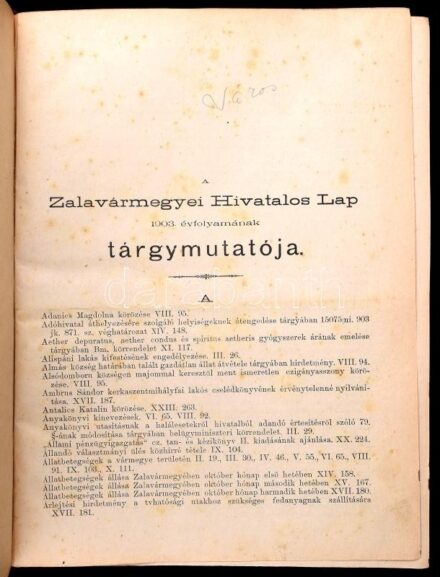 Város
A
Zalavármegyei Hivatalos Lap
1903. évfolyamának
tárgymutatója.
A.
Adanics Magdolna körözése VIII. 95.
Adóhivatal áthelyezésére szolgáló helyiségeknek átengedése tárgyában 15075/ni. 903
jk. 871. sz. véghatározat XIV. 148.
Aether depuratus, aether condus és spiritus aetheris gyógyszerek árának emelése
tárgyában Bm. körrendelet XI. 117.
Alispáni lakás kifestésének engedélyezése. III. 26.
Almás község határában talált gazdátlan állat átvétele tárgyában hirdetmény. VIII. 94.
Alsódomboru községen majommal keresztül ment ismeretlen czigányasszony körö-
zése. VIII. 95.
Ambrus Sándor kerkaszentmihályfai lakós cselédkönyvének érvénytelenné nyilvání-
tása. XVII. 187.
Antalics Katalin körözése. XXIII. 263.
Anyakönyvi kinevezések. VI. 65. VIII. 92.
Anyakönyvi utasításnak a halálesetekről hivatalból adandó értesítésről szóló 79.
§-ának módosítása tárgyában belügyminiszteri körrendelet. III. 29.
„Állami pénzügyigazgatás“ cz. tan- és kézikönyv II. kiadásának ajánlása. XX. 224.
Állandó választmányi ülés közhirré tétele IX. 104.
Állatbetegségek a vármegye területén II. 19., III. 30., IV. 46., V. 55., VI. 65., VIII.
91. IX. 103., X. 111.
Állatbetegségek állása Zalavármegyében október hónap első hetében XIV. 158.
Állatbetegségek állása Zalavármegyében október hónap második hetében XV. 167.
Állatbetegségek állása Zalavármegyében október hónap harmadik hetében XVII. 180.
Árlejtési hirdetmény a tvhatósági utakhoz szükséges fedanyagnak szállítására
XVII. 181.